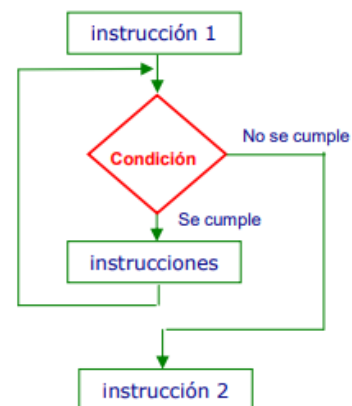 instrucción 1
No se cumple
Condición
Se cumple
instrucciones
instrucción 2